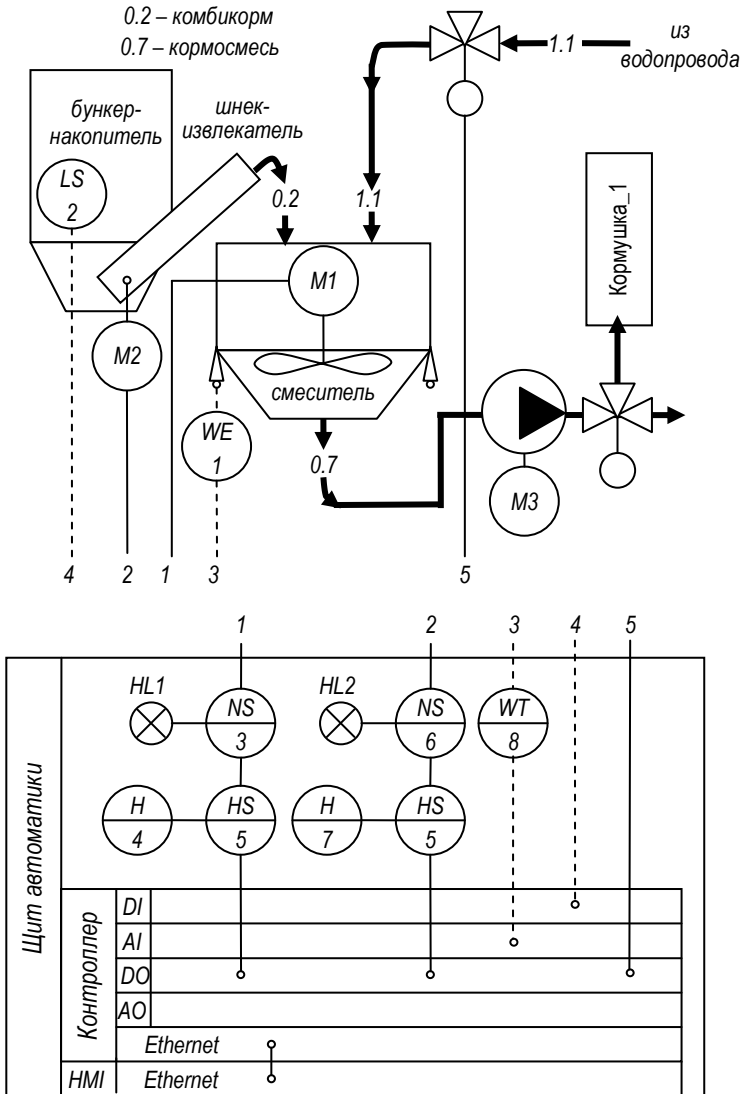 0.2 – комбикорм
0.7 – кормосмесь
1.1
из
водопровода
бункер-
накопитель
шнек-
извлекатель
LS
2
0.2
1.1
M1
Кормушка_1
M2
смеситель
WE
1
0.7
M3
4 2 1 3 5
1 2 3 4 5
HL1 NS HL2 NS WT
3 6 8
H HS H HS
4 5 7 5
Щит автоматики
Контроллер
DI
AI
DO
AO
Ethernet
HMI Ethernet